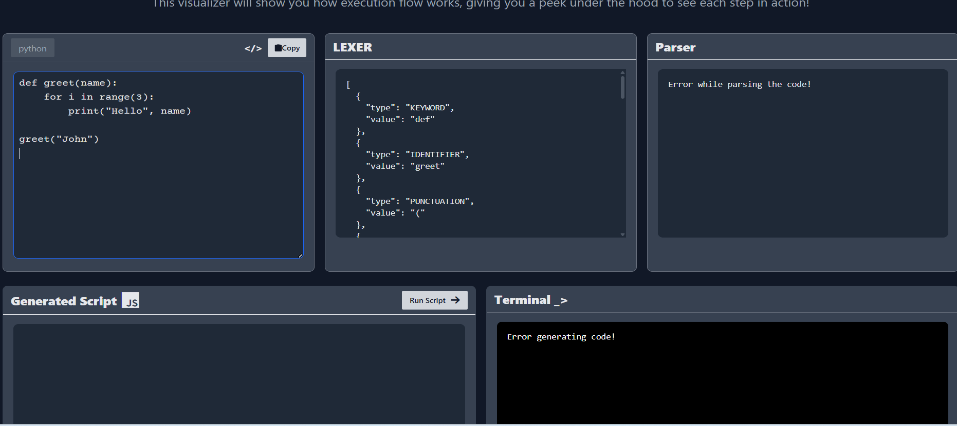 This visualizer will show you how execution flow works, giving you a peek under the hood to see each step in action!
python
</>
Copy
def greet(name):
    for i in range(3):
        print("Hello", name)
greet("John")
LEXER
[
  {
    "type": "KEYWORD",
    "value": "def"
  },
  {
    "type": "IDENTIFIER",
    "value": "greet"
  },
  {
    "type": "PUNCTUATION",
    "value": "("
  },
  {
Parser
Error while parsing the code!
Generated Script JS
Run Script →
Terminal _>
Error generating code!